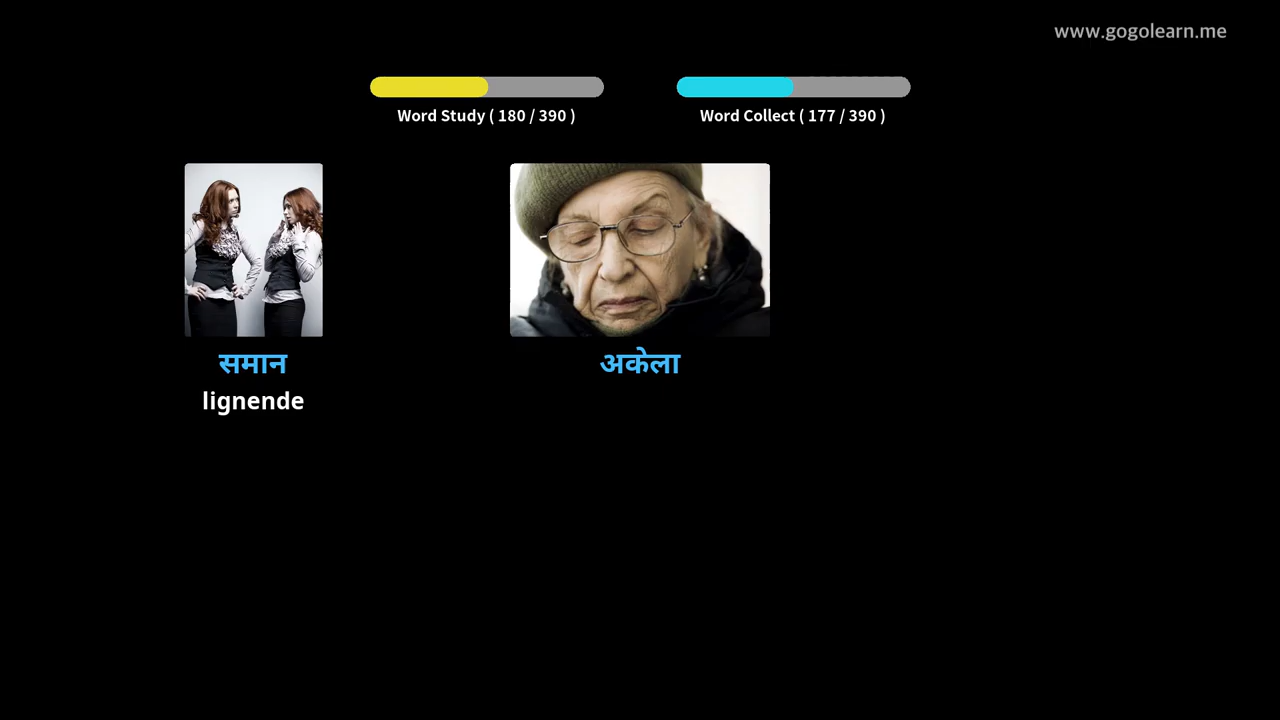 www.gogolearn.me
Word Study ( 180 / 390 )
Word Collect ( 177 / 390 )
समान
अकेला
lignende